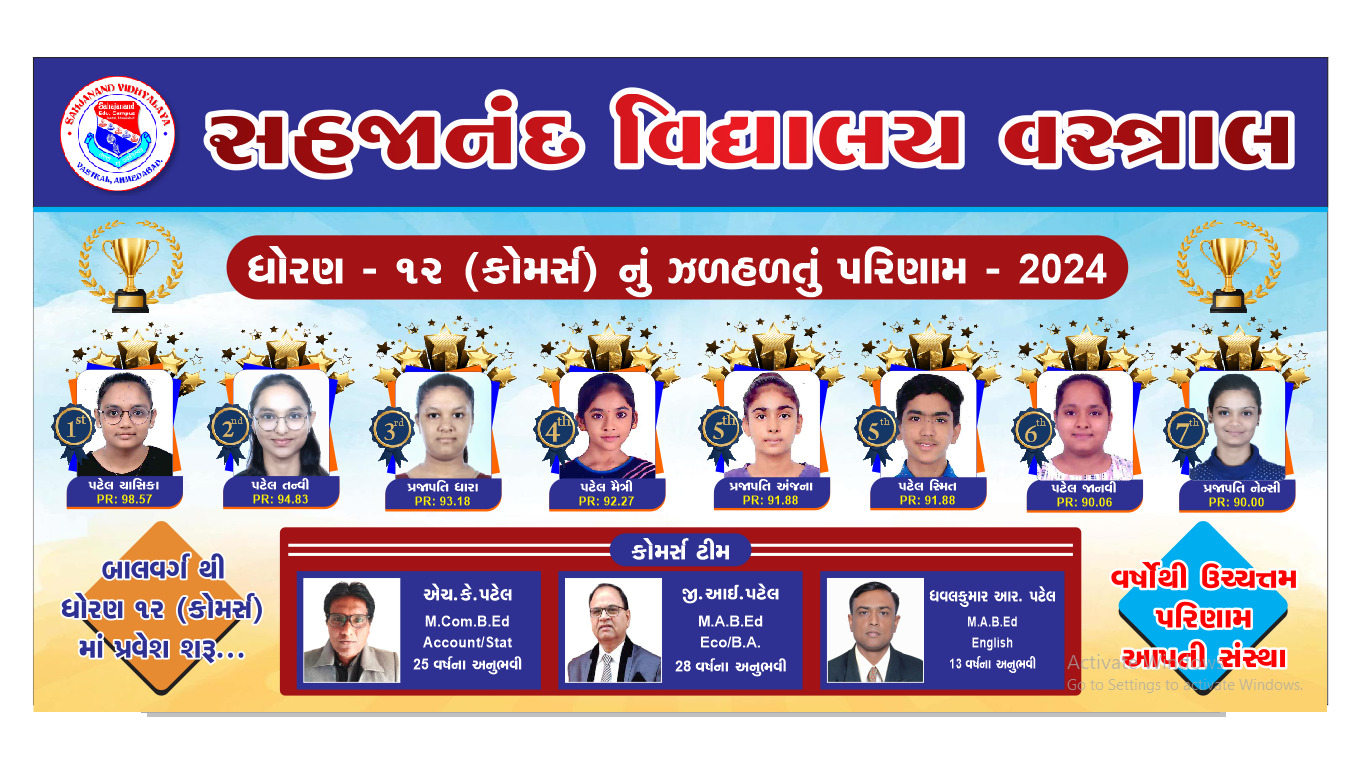 SAHJANAND VIDHYALAYA
Sahajanand
Edu. Campus
VASTRAL, AHMEDABAD.
સહજાનંદ વિદ્યાલય વસ્ત્રાલ
ધોરણ - ૧૨ (કોમર્સ) નું ઝળહળતું પરિણામ - 2024
1st
2nd
3rd
4th
5th
5th
6th
7th
પટેલ યાસિકા
PR: 98.57
પટેલ તન્વી
PR: 94.83
પ્રજાપતિ ધારા
PR: 93.18
પટેલ મૈત્રી
PR: 92.27
પ્રજાપતિ અંજના
PR: 91.88
પટેલ સ્મિત
PR: 91.88
પટેલ જાનવી
PR: 90.06
પ્રજાપતિ નેન્સી
PR: 90.00
બાલવર્ગ થી
ધોરણ ૧૨ (કોમર્સ)
માં પ્રવેશ શરૂ...
કોમર્સ ટીમ
એચ.કે.પટેલ
M.Com.B.Ed
Account/Stat
25 વર્ષના અનુભવી
જી.આઈ.પટેલ
M.A.B.Ed
Eco/B.A.
28 વર્ષના અનુભવી
ધવલકુમાર આર. પટેલ
M.A.B.Ed
English
13 વર્ષના અનુભવી
વર્ષોથી ઉચ્ચત્તમ
પરિણામ
આપતી સંસ્થા
Activate Windows
Go to Settings to activate Windows.